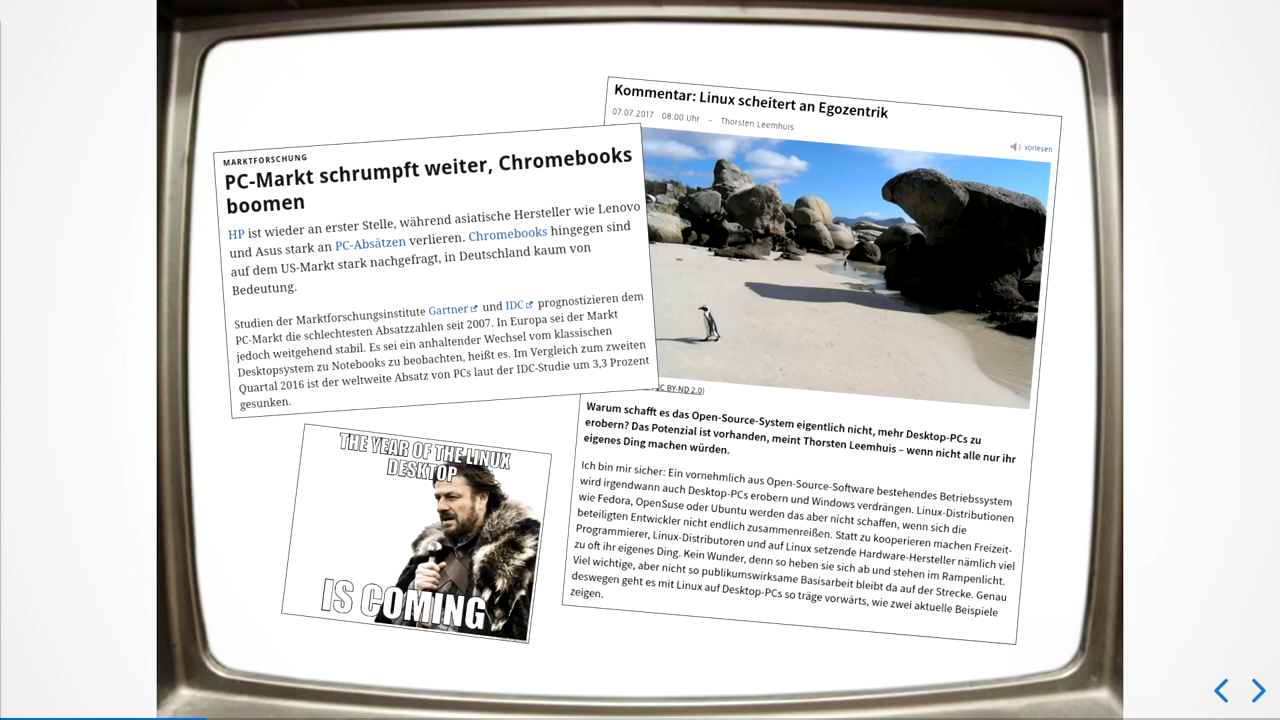 MARKTFORSCHUNG
PC-Markt schrumpft weiter, Chromebooks
boomen
HP ist wieder an erster Stelle, während asiatische Hersteller wie Lenovo
und Asus stark an PC-Absätzen verlieren. Chromebooks hingegen sind
auf dem US-Markt stark nachgefragt, in Deutschland kaum von
Bedeutung.
Studien der Marktforschungsinstitute Gartner und IDC prognostizieren dem
PC-Markt die schlechtesten Absatzzahlen seit 2007. In Europa sei der Markt
jedoch weitgehend stabil. Es sei ein anhaltender Wechsel vom klassischen
Desktopsystem zu Notebooks zu beobachten, heißt es. Im Vergleich zum zweiten
Quartal 2016 ist der weltweite Absatz von PCs laut der IDC-Studie um 3,3 Prozent
gesunken.
Kommentar: Linux scheitert an Egozentrik
07.07.2017 08:00 Uhr – Thorsten Leemhuis
vorlesen
BY-ND 2.0)
Warum schafft es das Open-Source-System eigentlich nicht, mehr Desktop-PCs zu
erobern? Das Potenzial ist vorhanden, meint Thorsten Leemhuis – wenn nicht alle nur ihr
eigenes Ding machen würden.
Ich bin mir sicher: Ein vornehmlich aus Open-Source-Software bestehendes Betriebssystem
wird irgendwann auch Desktop-PCs erobern und Windows verdrängen. Linux-Distributionen
wie Fedora, OpenSuse oder Ubuntu werden das aber nicht schaffen, wenn sich die
beteiligten Entwickler nicht endlich zusammenreißen. Statt zu kooperieren machen Freizeit-
Programmierer, Linux-Distributoren und auf Linux setzende Hardware-Hersteller nämlich viel
zu oft ihr eigenes Ding. Kein Wunder, denn so heben sie sich ab und stehen im Rampenlicht.
Viel wichtige, aber nicht so publikumswirksame Basisarbeit bleibt da auf der Strecke. Genau
deswegen geht es mit Linux auf Desktop-PCs so träge vorwärts, wie zwei aktuelle Beispiele
zeigen.
THE YEAR OF THE LINUX
DESKTOP
IS COMING